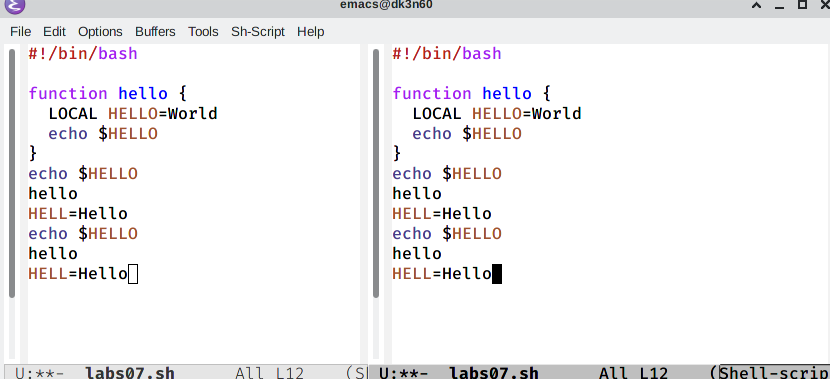 emacs@dk3n60
File Edit Options Buffers Tools Sh-Script Help
#!/bin/bash
function hello {
LOCAL HELLO=World
echo $HELLO
}
echo $HELLO
hello
HELL=Hello
echo $HELLO
hello
HELL=Hello
U:**- labs07.sh All L12 (Sh
#!/bin/bash
function hello {
LOCAL HELLO=World
echo $HELLO
}
echo $HELLO
hello
HELL=Hello
echo $HELLO
hello
HELL=Hello
U:**- labs07.sh All L12 (Shell-scrip